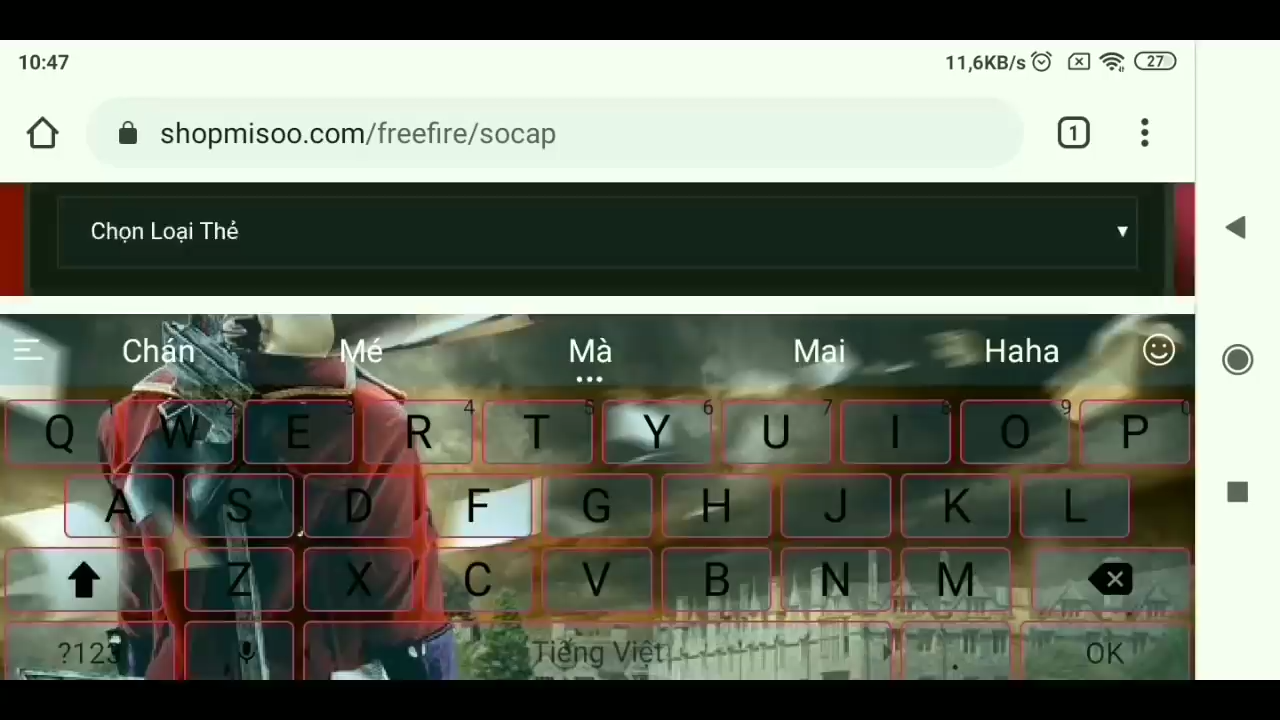 10:47 11,6KB/s 27
shopmisoo.com/freefire/socap 1
Chọn Loại Thẻ
Chán Mé Mà Mai Haha
1 2 3 4 5 6 7 8 9 0
Q W E R T Y U I O P
A S D F G H J K L
Z X C V B N M
?123 , Tiếng Việt . OK